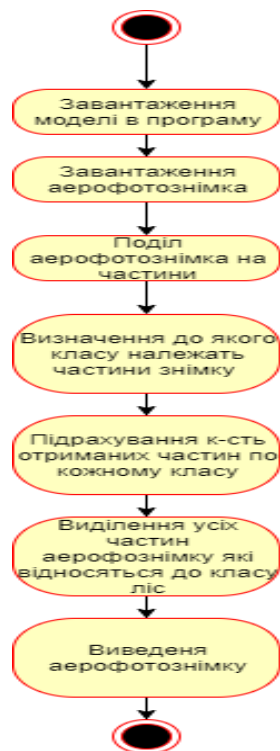 Завантаження
моделі в програму
Завантаження
аерофотознімка
Поділ
аерофотознімка на
частини
Визначення до якого
класу належать
частини знімку
Підрахування к-сть
отриманих частин по
кожному класу
Виділення усіх
частин
аерофознімку які
відносяться до класу
ліс
Виведеня
аерофотознімку